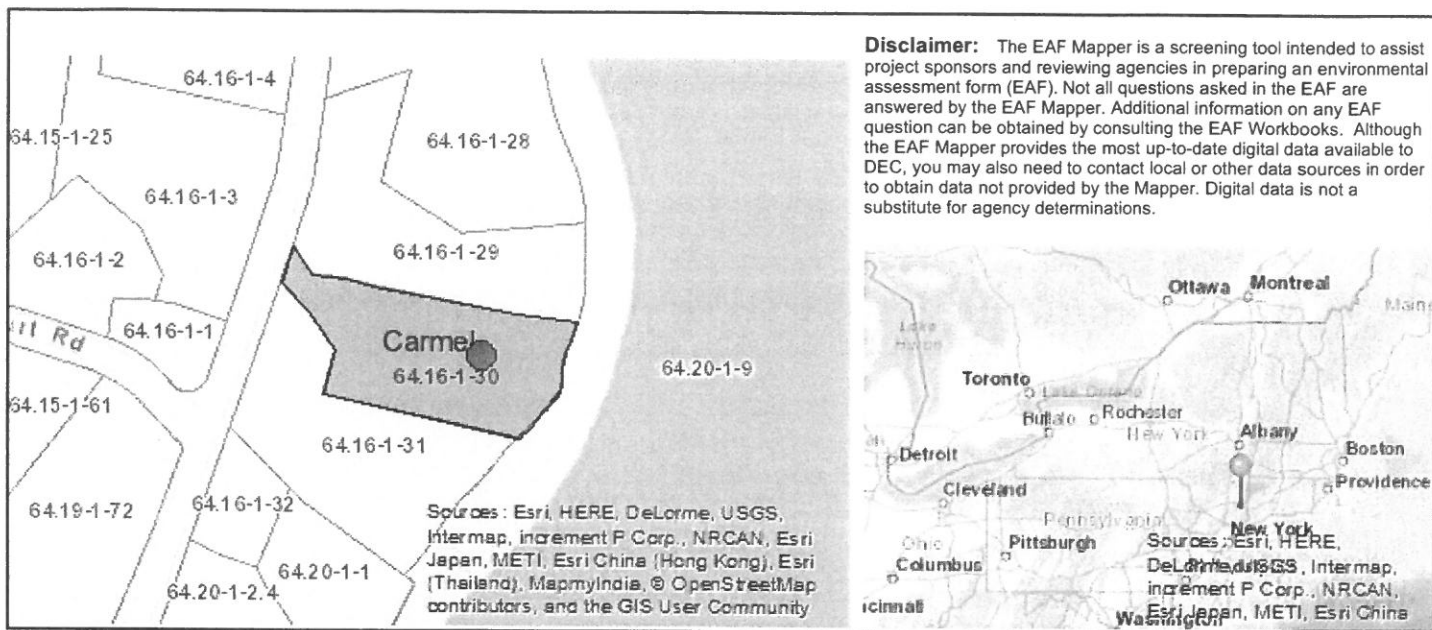 Disclaimer: The EAF Mapper is a screening tool intended to assist
project sponsors and reviewing agencies in preparing an environmental
assessment form (EAF). Not all questions asked in the EAF are
answered by the EAF Mapper. Additional information on any EAF
question can be obtained by consulting the EAF Workbooks. Although
the EAF Mapper provides the most up-to-date digital data available to
DEC, you may also need to contact local or other data sources in order
to obtain data not provided by the Mapper. Digital data is not a
substitute for agency determinations.
64.16-1-4
64.15-1-25
64.16-1-28
64.16-1-3
64.16-1-2
64.16-1-29
64.16-1-1
Rd
Carmel
64.16-1-30
64.20-1-9
64.15-1-61
64.16-1-31
64.19-1-72
64.16-1-32
64.20-1-1
64.20-1-2.4
Sources: Esri, HERE, DeLorme, USGS,
Intermap, increment P Corp., NRCAN, Esri
Japan, METI, Esri China (Hong Kong), Esri
(Thailand), MapmyIndia, © OpenStreetMap
contributors, and the GIS User Community
Ottawa
Montreal
Toronto
Lake Ontario
Buffalo
Rochester
New York
Albany
Boston
Detroit
Providence
Cleveland
Pennsylvania
New York
Ohio
Pittsburgh
Columbus
Sources: Esri, HERE,
DeLorme, USGS, Intermap,
increment P Corp., NRCAN,
Esri Japan, METI, Esri China
Washington